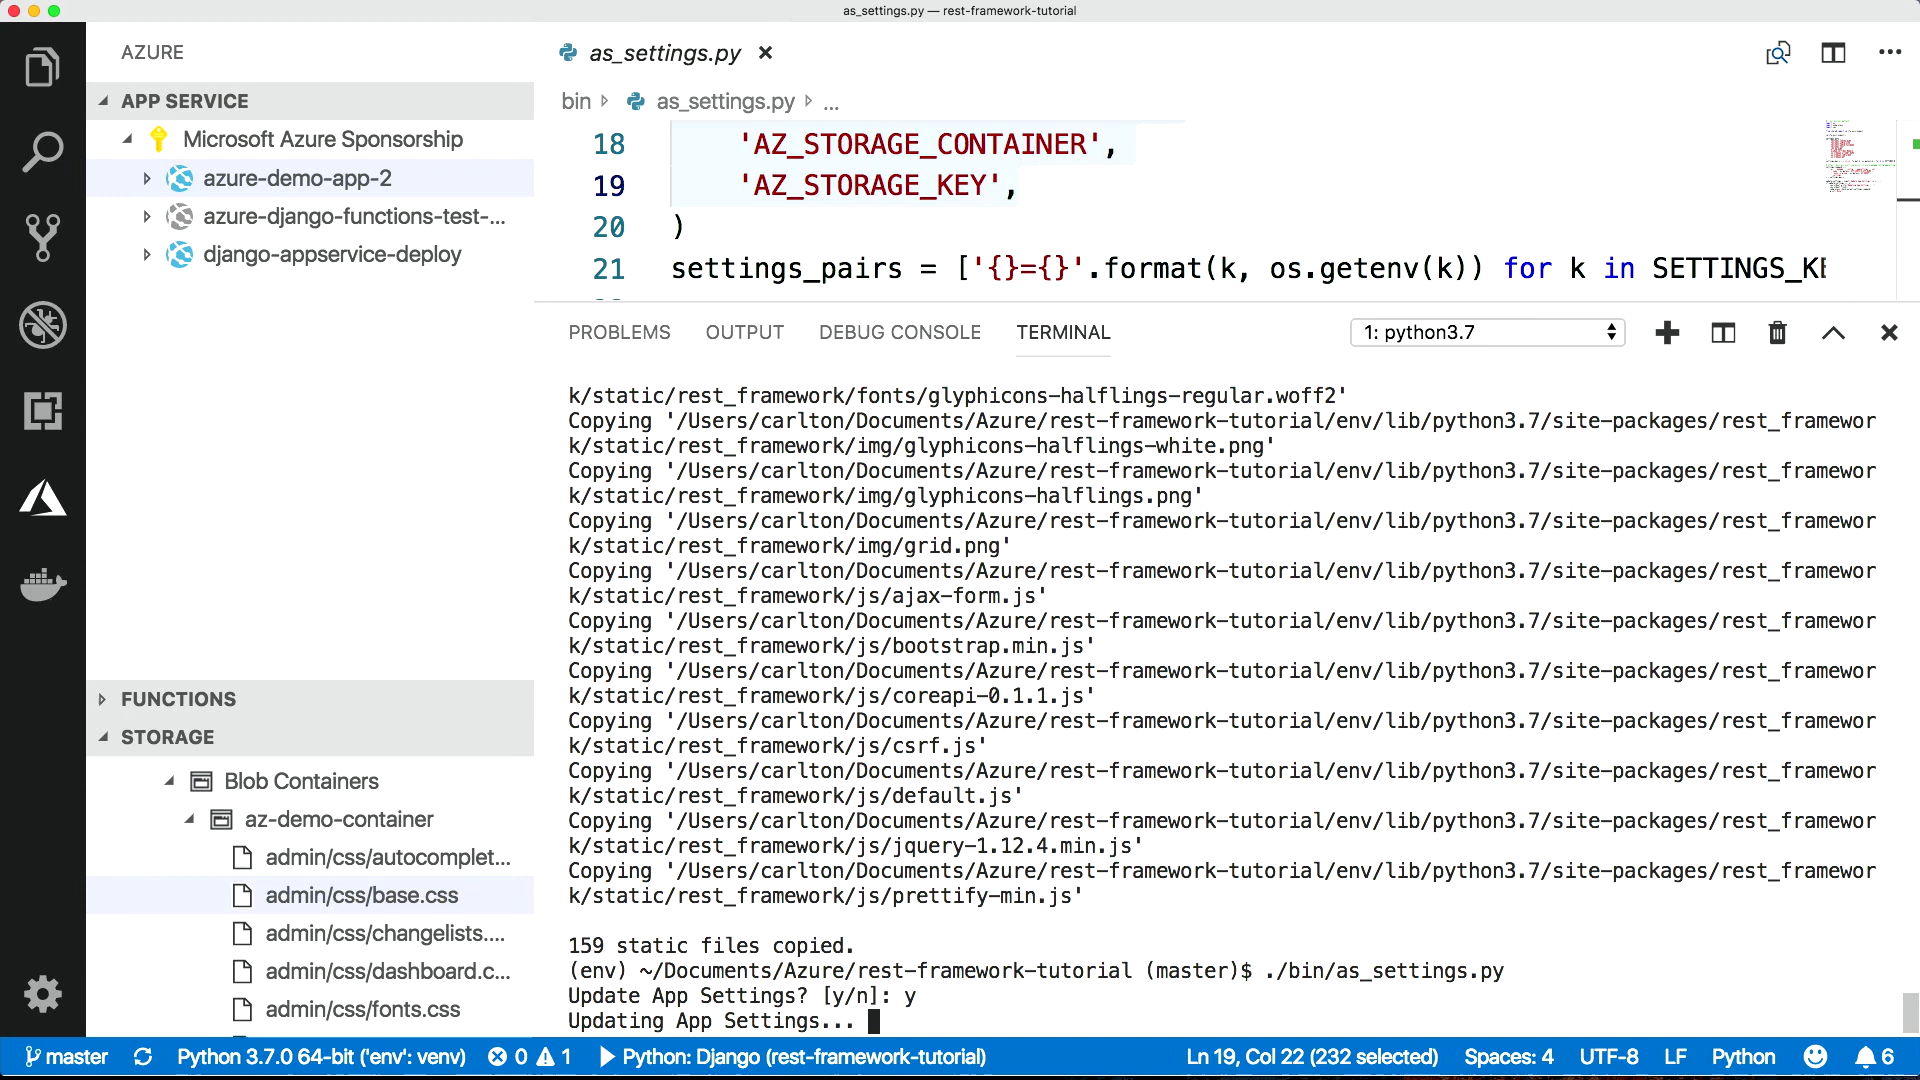 as_settings.py — rest-framework-tutorial
AZURE
APP SERVICE
Microsoft Azure Sponsorship
azure-demo-app-2
azure-django-functions-test-...
django-appservice-deploy
FUNCTIONS
STORAGE
Blob Containers
az-demo-container
admin/css/autocomplet...
admin/css/base.css
admin/css/changelists....
admin/css/dashboard.c...
admin/css/fonts.css
as_settings.py
bin as_settings.py ...
18 'AZ_STORAGE_CONTAINER',
19 'AZ_STORAGE_KEY',
20 )
21 settings_pairs = ['{}={}'.format(k, os.getenv(k)) for k in SETTINGS_KE
PROBLEMS OUTPUT DEBUG CONSOLE TERMINAL 1: python3.7
k/static/rest_framework/fonts/glyphicons-halflings-regular.woff2'
Copying '/Users/carlton/Documents/Azure/rest-framework-tutorial/env/lib/python3.7/site-packages/rest_framewor
k/static/rest_framework/img/glyphicons-halflings-white.png'
Copying '/Users/carlton/Documents/Azure/rest-framework-tutorial/env/lib/python3.7/site-packages/rest_framewor
k/static/rest_framework/img/glyphicons-halflings.png'
Copying '/Users/carlton/Documents/Azure/rest-framework-tutorial/env/lib/python3.7/site-packages/rest_framewor
k/static/rest_framework/img/grid.png'
Copying '/Users/carlton/Documents/Azure/rest-framework-tutorial/env/lib/python3.7/site-packages/rest_framewor
k/static/rest_framework/js/ajax-form.js'
Copying '/Users/carlton/Documents/Azure/rest-framework-tutorial/env/lib/python3.7/site-packages/rest_framewor
k/static/rest_framework/js/bootstrap.min.js'
Copying '/Users/carlton/Documents/Azure/rest-framework-tutorial/env/lib/python3.7/site-packages/rest_framewor
k/static/rest_framework/js/coreapi-0.1.1.js'
Copying '/Users/carlton/Documents/Azure/rest-framework-tutorial/env/lib/python3.7/site-packages/rest_framewor
k/static/rest_framework/js/csrf.js'
Copying '/Users/carlton/Documents/Azure/rest-framework-tutorial/env/lib/python3.7/site-packages/rest_framewor
k/static/rest_framework/js/default.js'
Copying '/Users/carlton/Documents/Azure/rest-framework-tutorial/env/lib/python3.7/site-packages/rest_framewor
k/static/rest_framework/js/jquery-1.12.4.min.js'
Copying '/Users/carlton/Documents/Azure/rest-framework-tutorial/env/lib/python3.7/site-packages/rest_framewor
k/static/rest_framework/js/prettify-min.js'
159 static files copied.
(env) ~/Documents/Azure/rest-framework-tutorial (master)$ ./bin/as_settings.py
Update App Settings? [y/n]: y
Updating App Settings...
master Python 3.7.0 64-bit ('env': venv) 0 1 Python: Django (rest-framework-tutorial) Ln 19, Col 22 (232 selected) Spaces: 4 UTF-8 LF Python 6